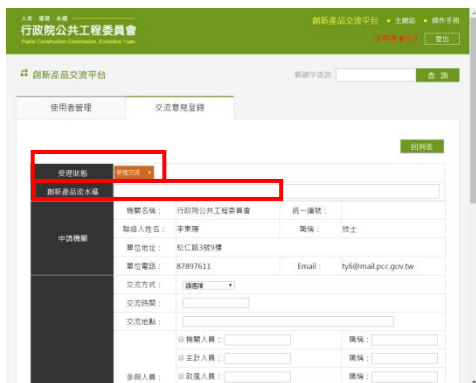 人本·優質·永續
行政院公共工程委員會
Public Construction Commission, Executive Yuan
創新產品交流平台 主網站 操作手冊
登出
創新產品交流平台
關鍵字查詢 查 詢
使用者管理 交流意見登錄
回列表
受理狀態
創新產品流水碼
申請機關
機關名稱： 行政院公共工程委員會 統一編號：
聯絡人姓名： 李東陽 職稱： 技士
單位地址： 松仁路3號9樓
單位電話： 87897611 Email： tyli@mail.pcc.gov.tw
交流方式： 請選擇
交流時間：
交流地點：
參與人員：
機關人員： 職稱：
主計人員： 職稱：
政風人員： 職稱：